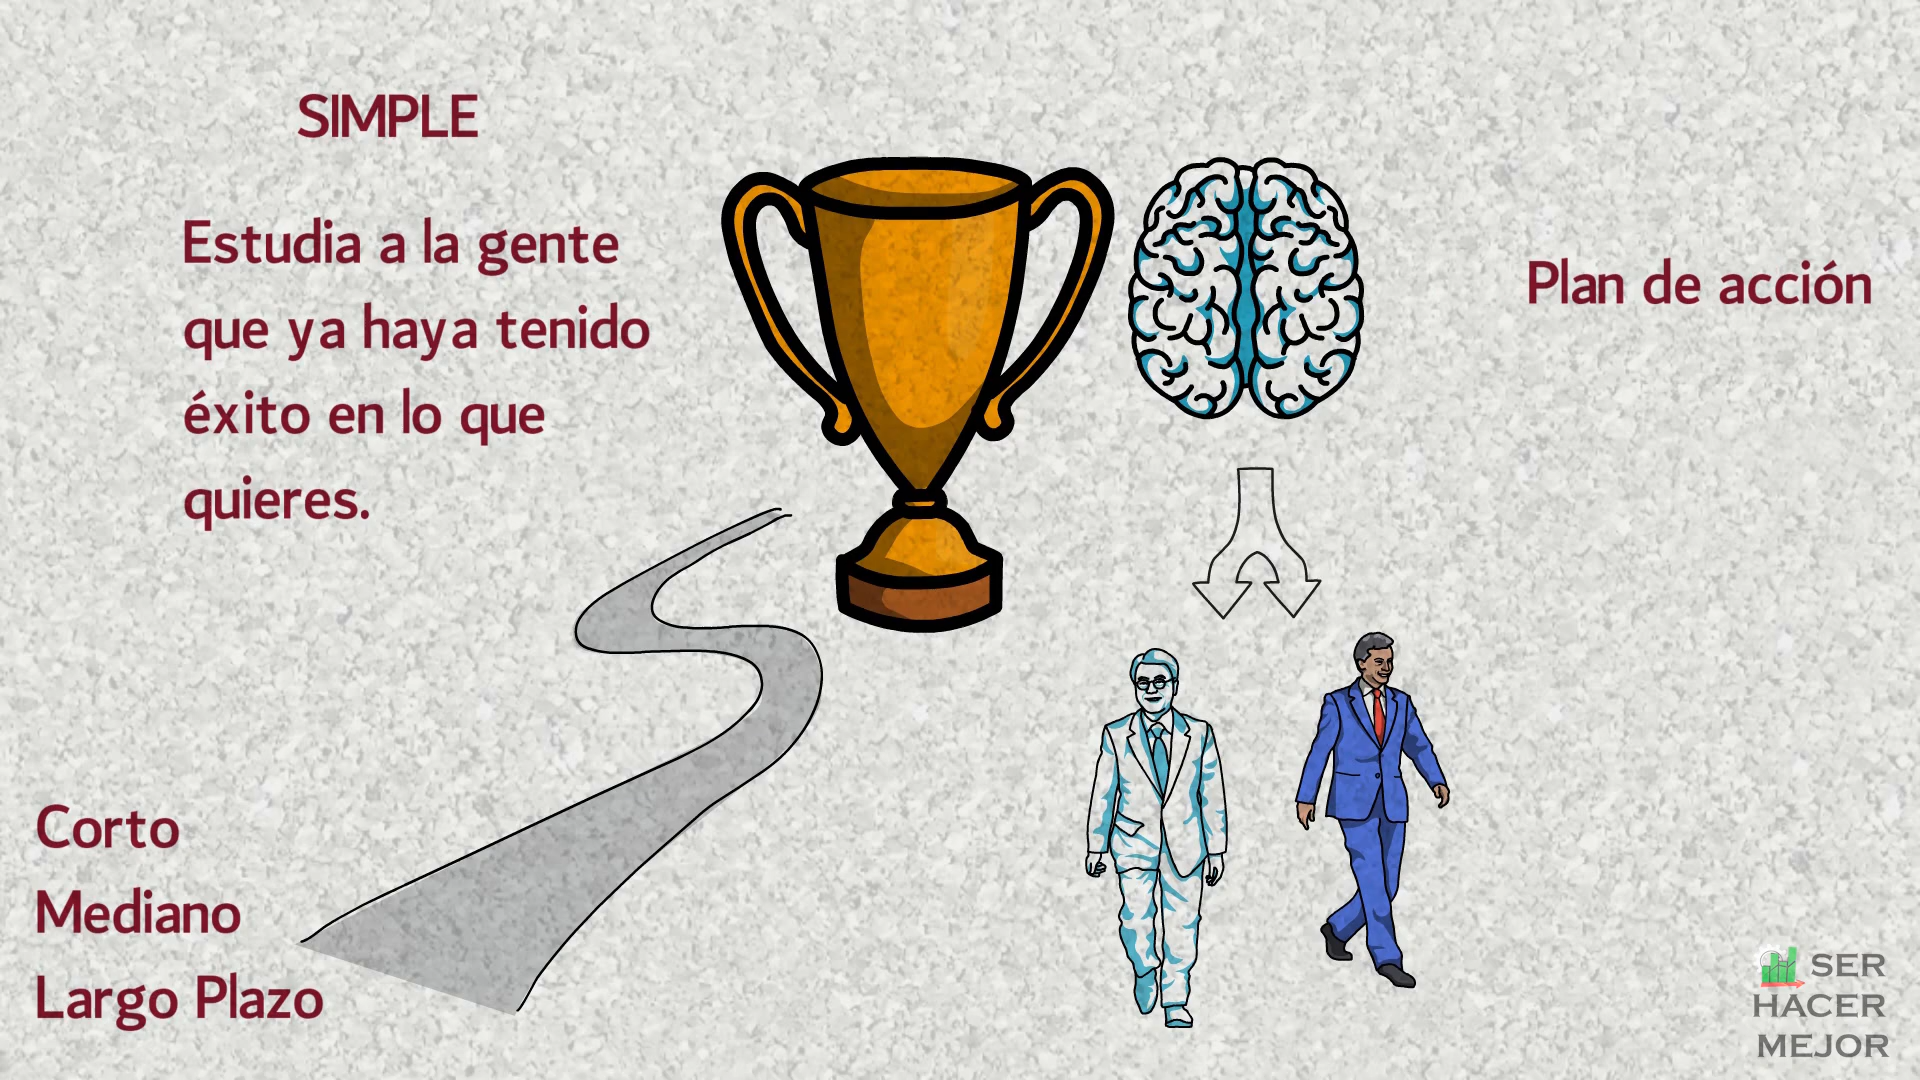 SIMPLE
Estudia a la gente
que ya haya tenido
éxito en lo que
quieres.
Plan de acción
Corto
Mediano
Largo Plazo
SER
HACER
MEJOR